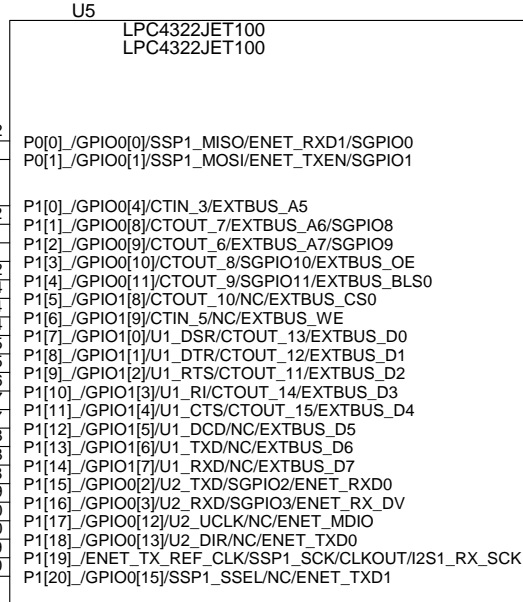 U5
LPC4322JET100
LPC4322JET100
P0[0]_/GPIO0[0]/SSP1_MISO/ENET_RXD1/SGPIO0
P0[1]_/GPIO0[1]/SSP1_MOSI/ENET_TXEN/SGPIO1
P1[0]_/GPIO0[4]/CTIN_3/EXTBUS_A5
P1[1]_/GPIO0[8]/CTOUT_7/EXTBUS_A6/SGPIO8
P1[2]_/GPIO0[9]/CTOUT_6/EXTBUS_A7/SGPIO9
P1[3]_/GPIO0[10]/CTOUT_8/SGPIO10/EXTBUS_OE
P1[4]_/GPIO0[11]/CTOUT_9/SGPIO11/EXTBUS_BLS0
P1[5]_/GPIO1[8]/CTOUT_10/NC/EXTBUS_CS0
P1[6]_/GPIO1[9]/CTIN_5/NC/EXTBUS_WE
P1[7]_/GPIO1[0]/U1_DSR/CTOUT_13/EXTBUS_D0
P1[8]_/GPIO1[1]/U1_DTR/CTOUT_12/EXTBUS_D1
P1[9]_/GPIO1[2]/U1_RTS/CTOUT_11/EXTBUS_D2
P1[10]_/GPIO1[3]/U1_RI/CTOUT_14/EXTBUS_D3
P1[11]_/GPIO1[4]/U1_CTS/CTOUT_15/EXTBUS_D4
P1[12]_/GPIO1[5]/U1_DCD/NC/EXTBUS_D5
P1[13]_/GPIO1[6]/U1_TXD/NC/EXTBUS_D6
P1[14]_/GPIO1[7]/U1_RXD/NC/EXTBUS_D7
P1[15]_/GPIO0[2]/U2_TXD/SGPIO2/ENET_RXD0
P1[16]_/GPIO0[3]/U2_RXD/SGPIO3/ENET_RX_DV
P1[17]_/GPIO0[12]/U2_UCLK/NC/ENET_MDIO
P1[18]_/GPIO0[13]/U2_DIR/NC/ENET_TXD0
P1[19]_/ENET_TX_REF_CLK/SSP1_SCK/CLKOUT/I2S1_RX_SCK
P1[20]_/GPIO0[15]/SSP1_SSEL/NC/ENET_TXD1